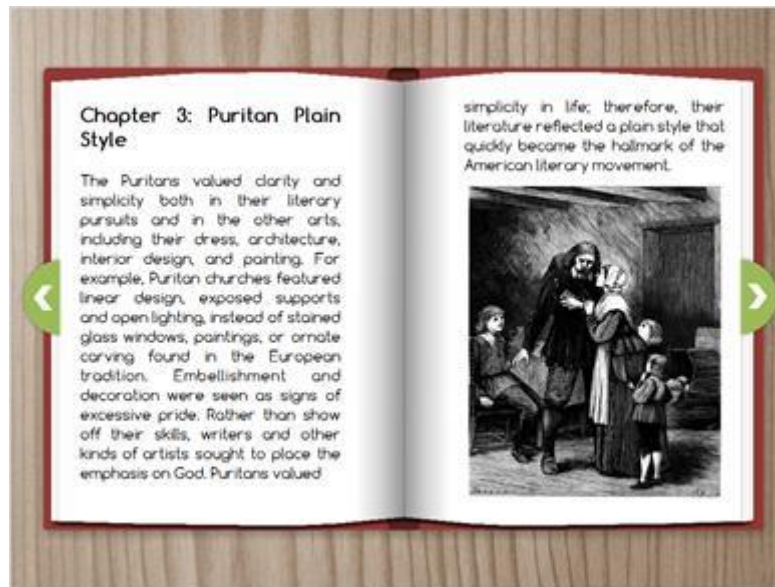 Chapter 3: Puritan Plain
Style
The Puritans valued clarity and
simplicity both in their literary
pursuits and in the other arts,
including their dress, architecture,
interior design, and painting. For
example, Puritan churches featured
linear design, exposed supports
and open lighting, instead of stained
glass windows, paintings, or ornate
carving found in the European
tradition. Embellishment and
decoration were seen as signs of
excessive pride. Rather than show
off their skills, writers and other
kinds of artists sought to place the
emphasis on God. Puritans valued
simplicity in life; therefore, their
literature reflected a plain style that
quickly became the hallmark of the
American literary movement.